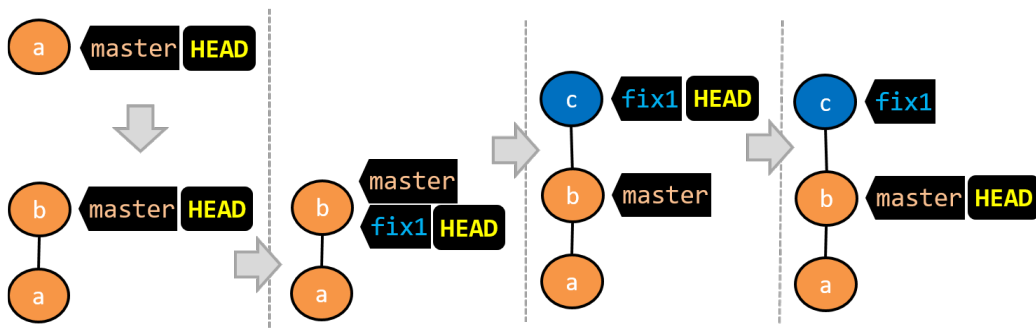 a master HEAD
b master HEAD
a
master
b
fix1 HEAD
a
c fix1 HEAD
b master
a
c fix1
b master HEAD
a